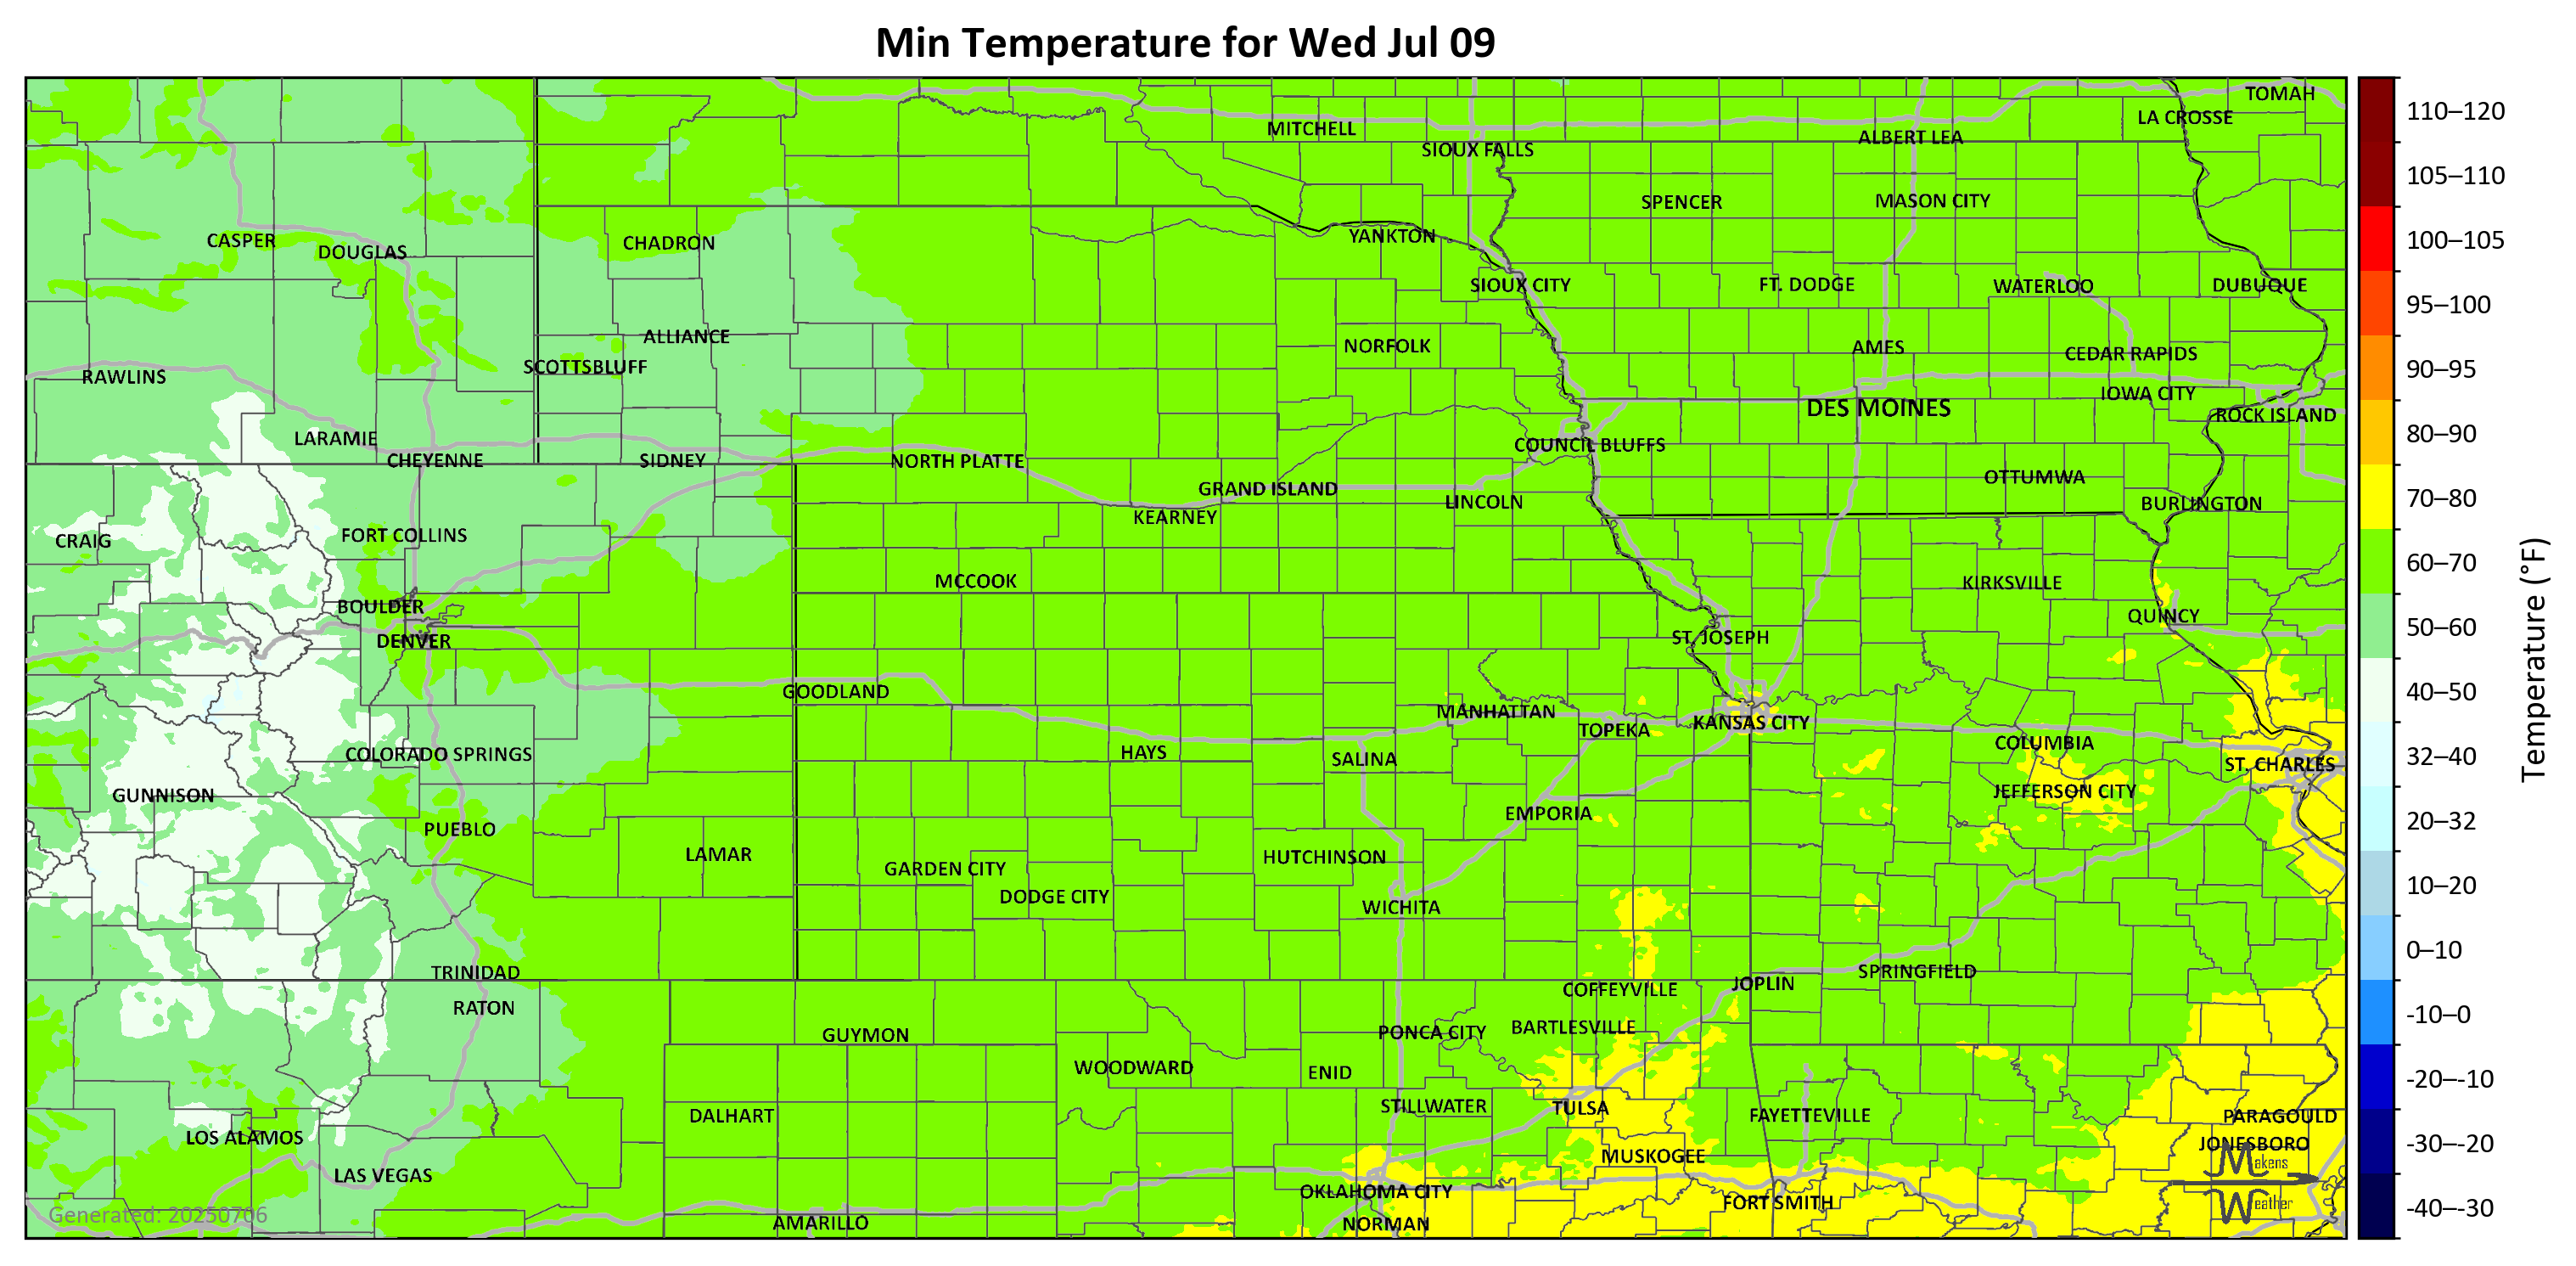 Min Temperature for Wed Jul 09
TOMAH
LA CROSSE
MITCHELL
ALBERT LEA
SIOUX FALLS
SPENCER
MASON CITY
YANKTON
CASPER
CHADRON
DOUGLAS
SIOUX CITY
FT. DODGE
WATERLOO
DUBUQUE
ALLIANCE
NORFOLK
AMES
CEDAR RAPIDS
SCOTTSBLUFF
RAWLINS
IOWA CITY
DES MOINES
ROCK ISLAND
LARAMIE
COUNCIL BLUFFS
CHEYENNE
SIDNEY
NORTH PLATTE
OTTUMWA
GRAND ISLAND
LINCOLN
BURLINGTON
KEARNEY
FORT COLLINS
CRAIG
MCCOOK
KIRKSVILLE
BOULDER
QUINCY
DENVER
ST. JOSEPH
GOODLAND
MANHATTAN
KANSAS CITY
TOPEKA
COLUMBIA
COLORADO SPRINGS
HAYS
SALINA
ST. CHARLES
GUNNISON
JEFFERSON CITY
EMPORIA
PUEBLO
LAMAR
HUTCHINSON
GARDEN CITY
DODGE CITY
WICHITA
TRINIDAD
SPRINGFIELD
JOPLIN
COFFEYVILLE
RATON
BARTLESVILLE
PONCA CITY
GUYMON
WOODWARD
ENID
STILLWATER
TULSA
DALHART
FAYETTEVILLE
PARAGOULD
LOS ALAMOS
JONESBORO
MUSKOGEE
LAS VEGAS
OKLAHOMA CITY
FORT SMITH
AMARILLO
NORMAN
Generated: 20250706
Makens
Weather
110–120
105–110
100–105
95–100
90–95
80–90
70–80
60–70
50–60
40–50
32–40
20–32
10–20
0–10
-10–0
-20–-10
-30–-20
-40–-30
Temperature (°F)